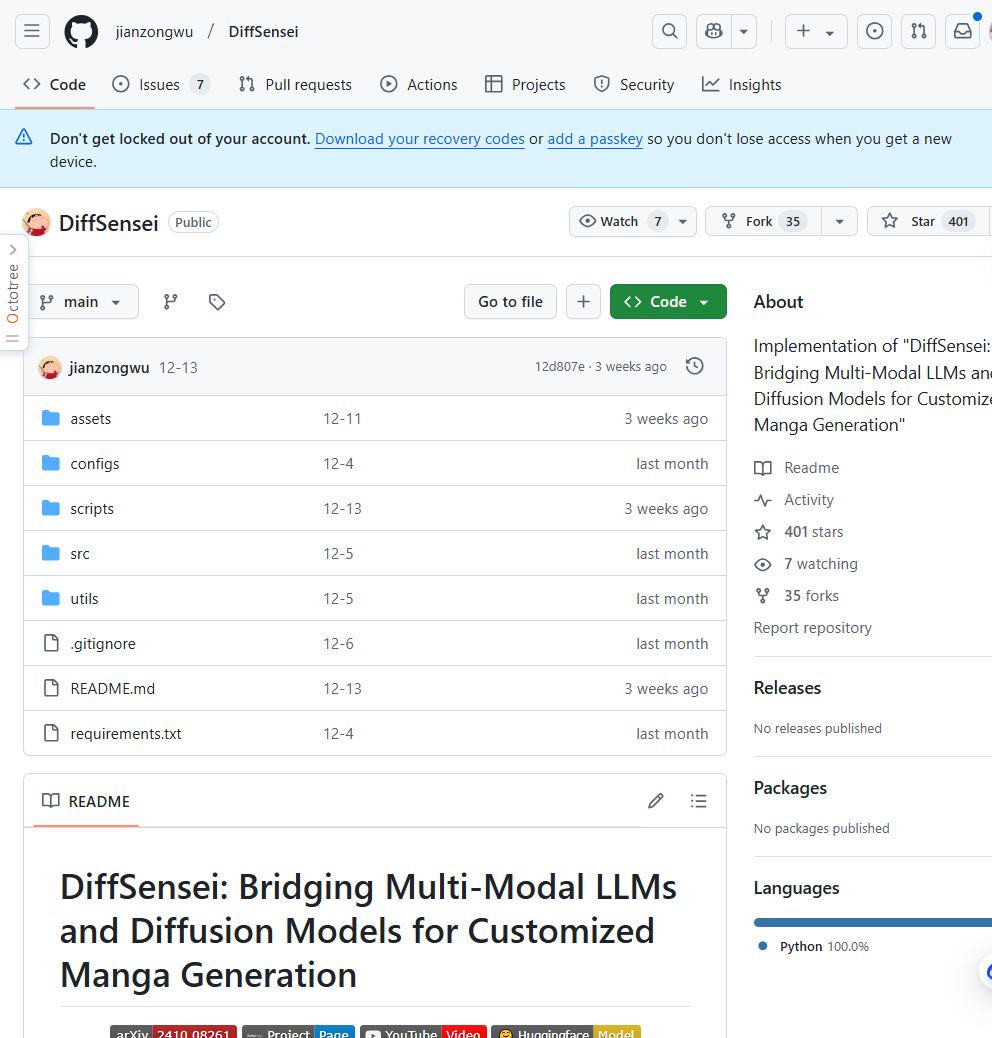 jianzongwu / DiffSensei
Code Issues 7 Pull requests Actions Projects Security Insights
Don't get locked out of your account. Download your recovery codes or add a passkey so you don't lose access when you get a new
device.
DiffSensei Public Watch 7 Fork 35 Star 401
Octotree
main Go to file Code
jianzongwu 12-13 12d807e · 3 weeks ago
assets 12-11 3 weeks ago
configs 12-4 last month
scripts 12-13 3 weeks ago
src 12-5 last month
utils 12-5 last month
.gitignore 12-6 last month
README.md 12-13 3 weeks ago
requirements.txt 12-4 last month
README
DiffSensei: Bridging Multi-Modal LLMs
and Diffusion Models for Customized
Manga Generation
arXiv 2410.08261 Project Page YouTube Video Huggingface Model
About
Implementation of "DiffSensei:
Bridging Multi-Modal LLMs an
Diffusion Models for Customize
Manga Generation"
Readme
Activity
401 stars
7 watching
35 forks
Report repository
Releases
No releases published
Packages
No packages published
Languages
Python 100.0%